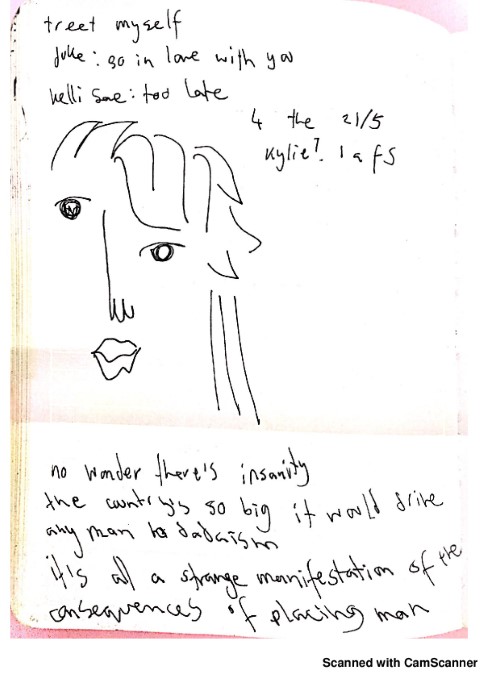 treet myself
Juke: so in love with you
kelli sae: too late
4 the 21/5
Kylie? 1 a fs
no wonder there's insanity
the country's so big it would drive
any man to dadaism
it's all a strange manifestation of the
consequences of placing man
Scanned with CamScanner